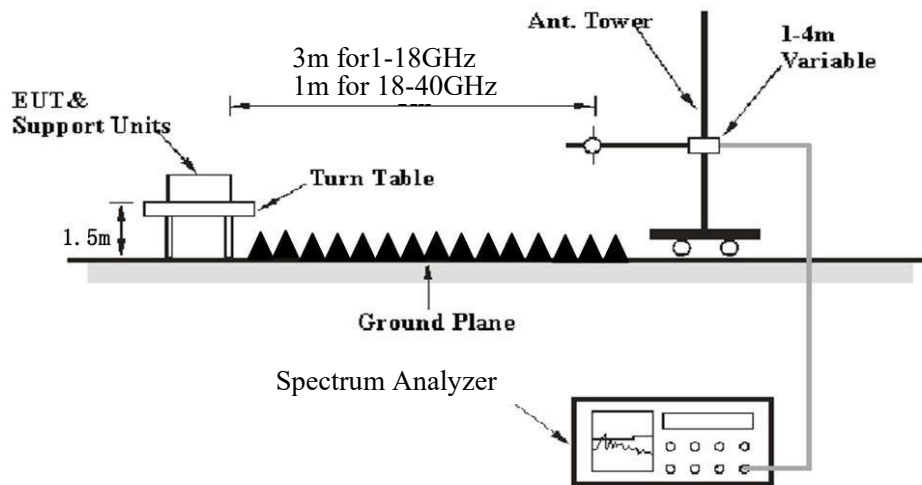 Ant. Tower
1-4m
Variable
3m for1-18GHz
1m for 18-40GHz
EUT&
Support Units
Turn Table
1.5m
Ground Plane
Spectrum Analyzer